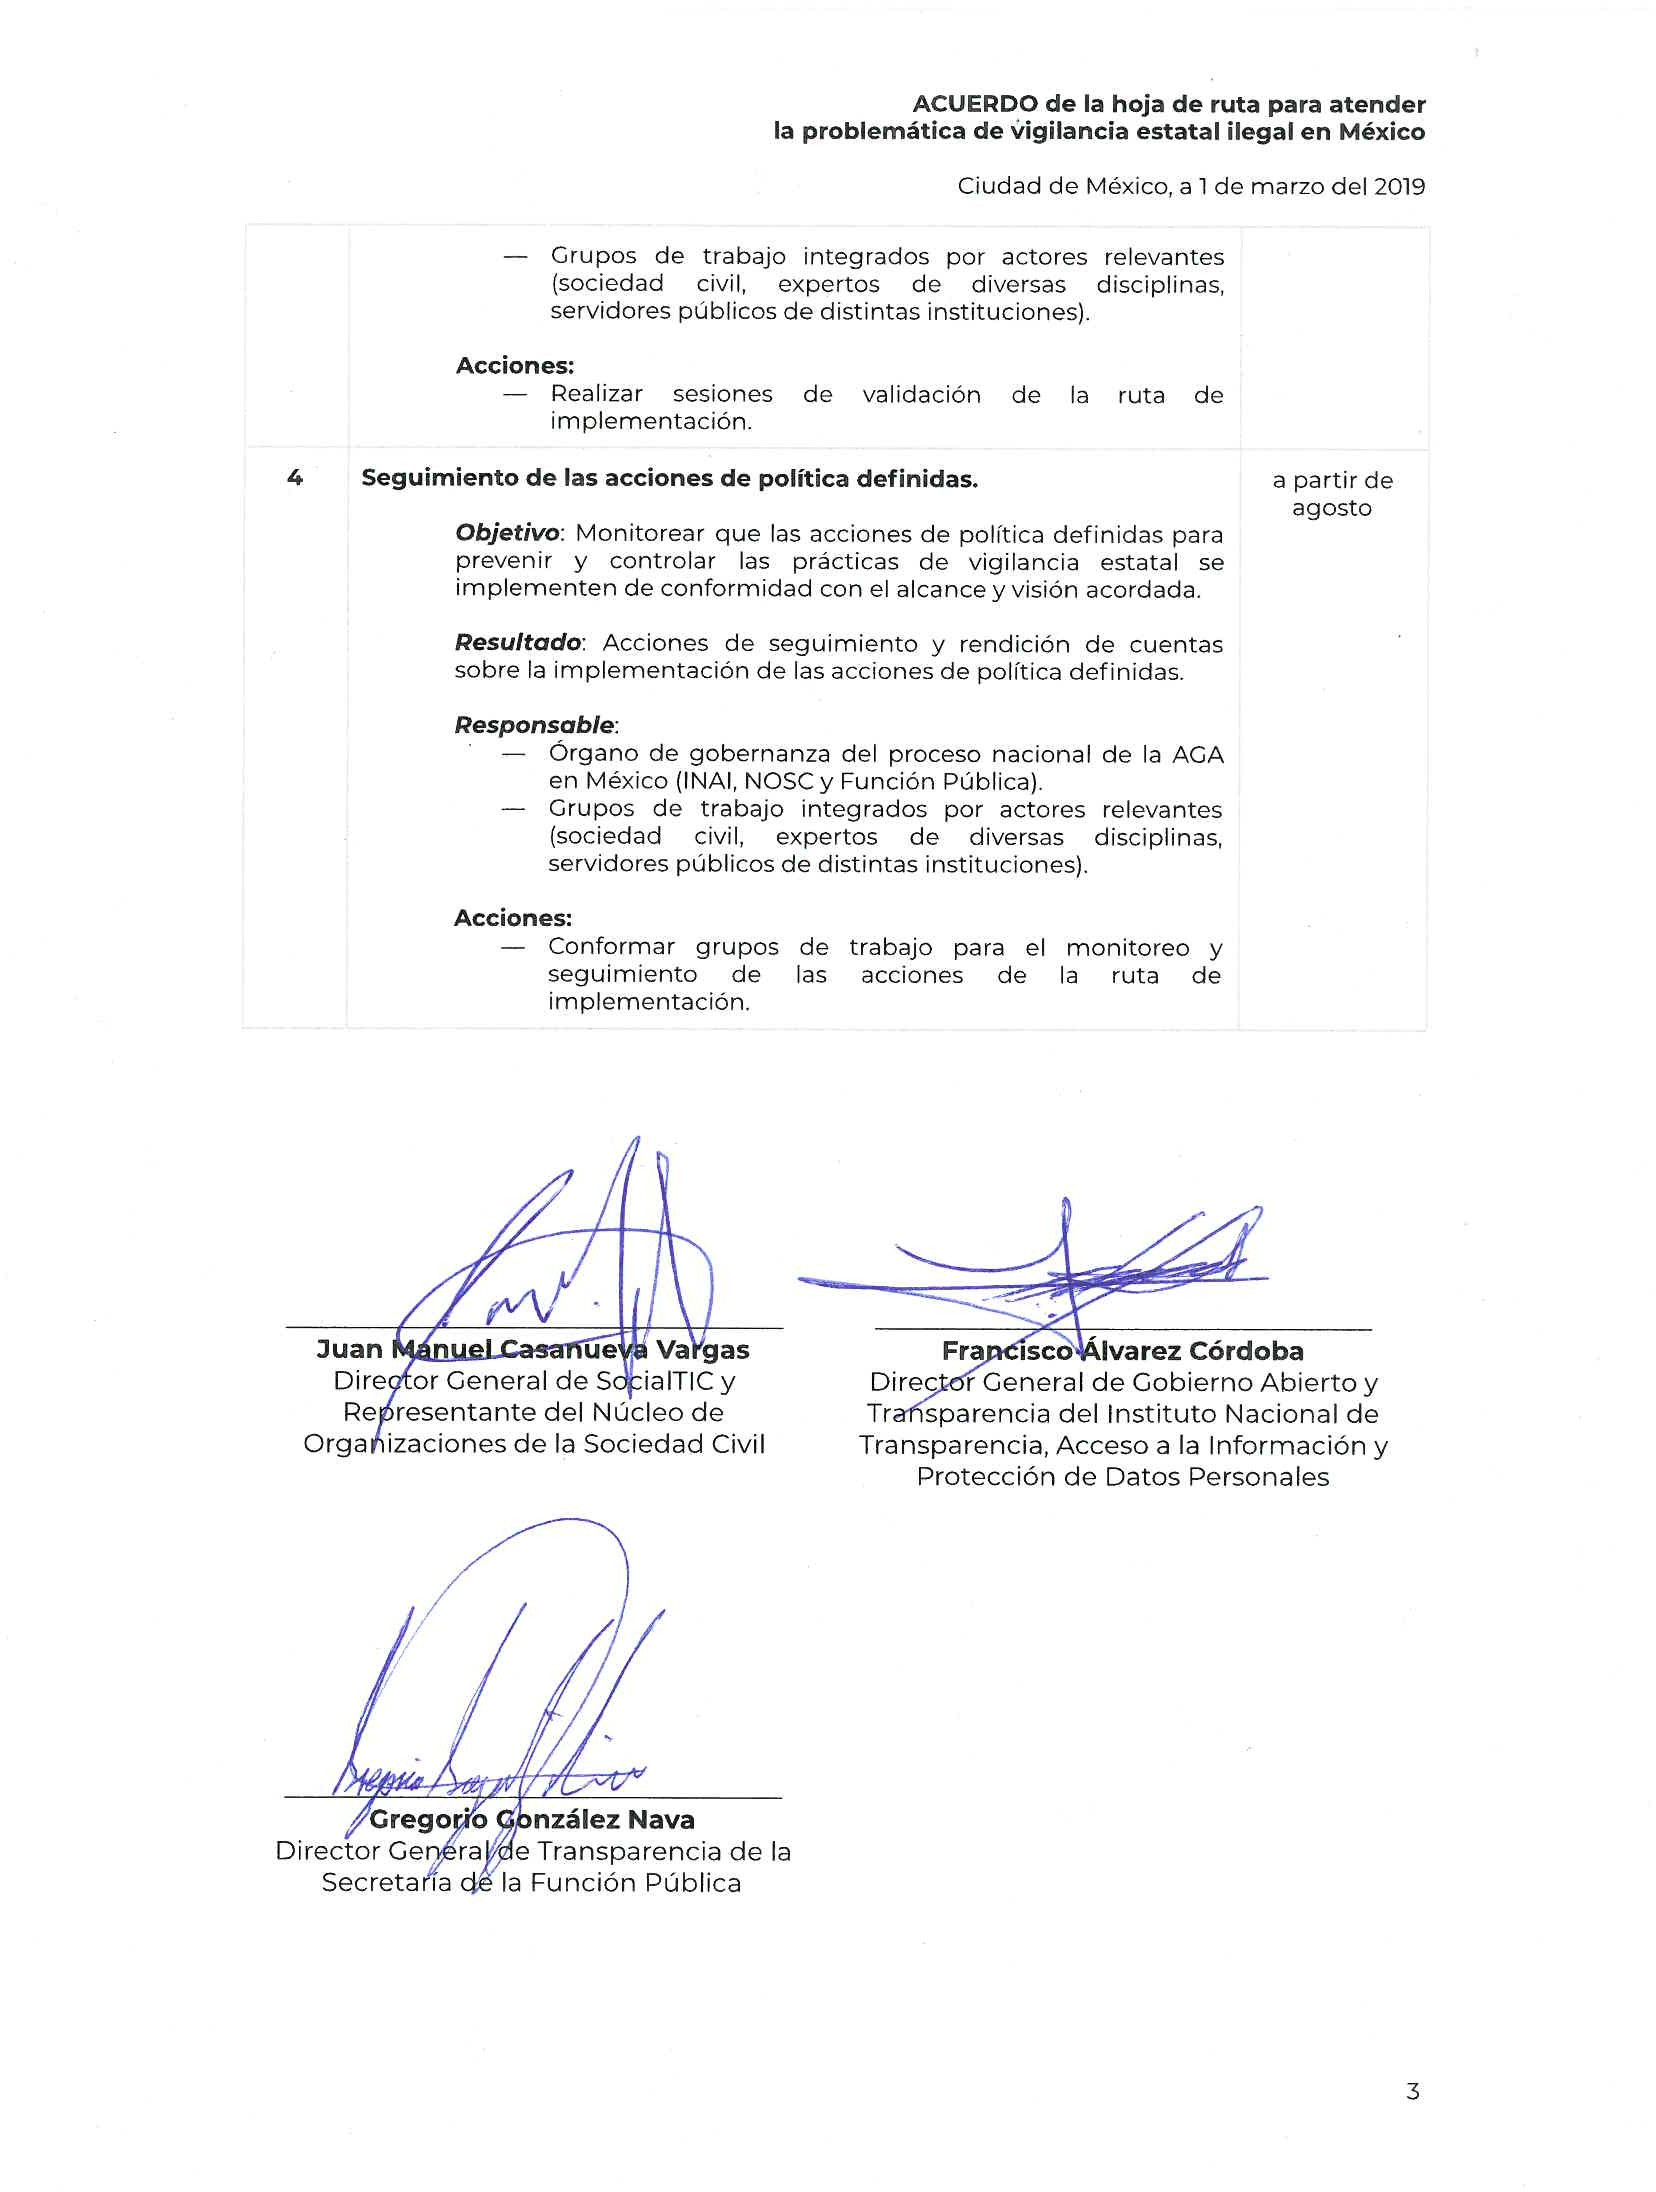 ACUERDO de la hoja de ruta para atender
la problemática de vigilancia estatal ilegal en México
Ciudad de México, a 1 de marzo del 2019
— Grupos de trabajo integrados por actores relevantes
(sociedad civil, expertos de diversas disciplinas,
servidores públicos de distintas instituciones).
Acciones:
— Realizar sesiones de validación de la ruta de
implementación.
4 Seguimiento de las acciones de política definidas. a partir de
agosto
Objetivo: Monitorear que las acciones de política definidas para
prevenir y controlar las prácticas de vigilancia estatal se
implementen de conformidad con el alcance y visión acordada.
Resultado: Acciones de seguimiento y rendición de cuentas
sobre la implementación de las acciones de política definidas.
Responsable:
— Órgano de gobernanza del proceso nacional de la AGA
en México (INAI, NOSC y Función Pública).
— Grupos de trabajo integrados por actores relevantes
(sociedad civil, expertos de diversas disciplinas,
servidores públicos de distintas instituciones).
Acciones:
— Conformar grupos de trabajo para el monitoreo y
seguimiento de las acciones de la ruta de
implementación.
Juan Manuel Casanueva Vargas
Director General de SocialTIC y
Representante del Núcleo de
Organizaciones de la Sociedad Civil
Francisco Álvarez Córdoba
Director General de Gobierno Abierto y
Transparencia del Instituto Nacional de
Transparencia, Acceso a la Información y
Protección de Datos Personales
Gregorio González Nava
Director General de Transparencia de la
Secretaría de la Función Pública
3